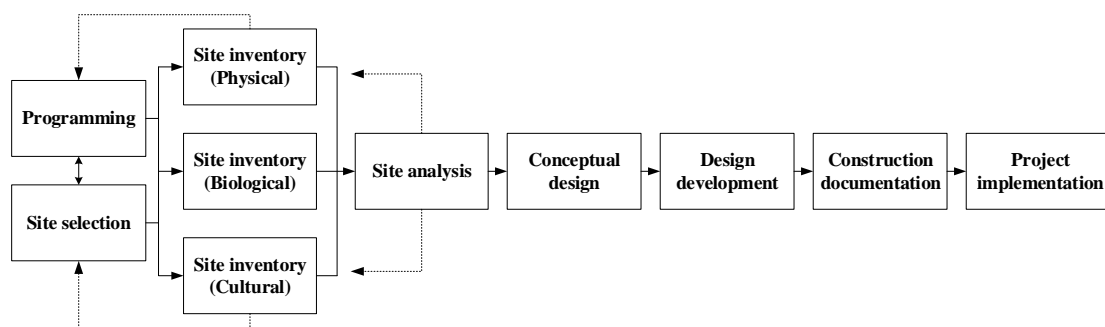 Programming
Site selection
Site inventory
(Physical)
Site inventory
(Biological)
Site inventory
(Cultural)
Site analysis
Conceptual
design
Design
development
Construction
documentation
Project
implementation